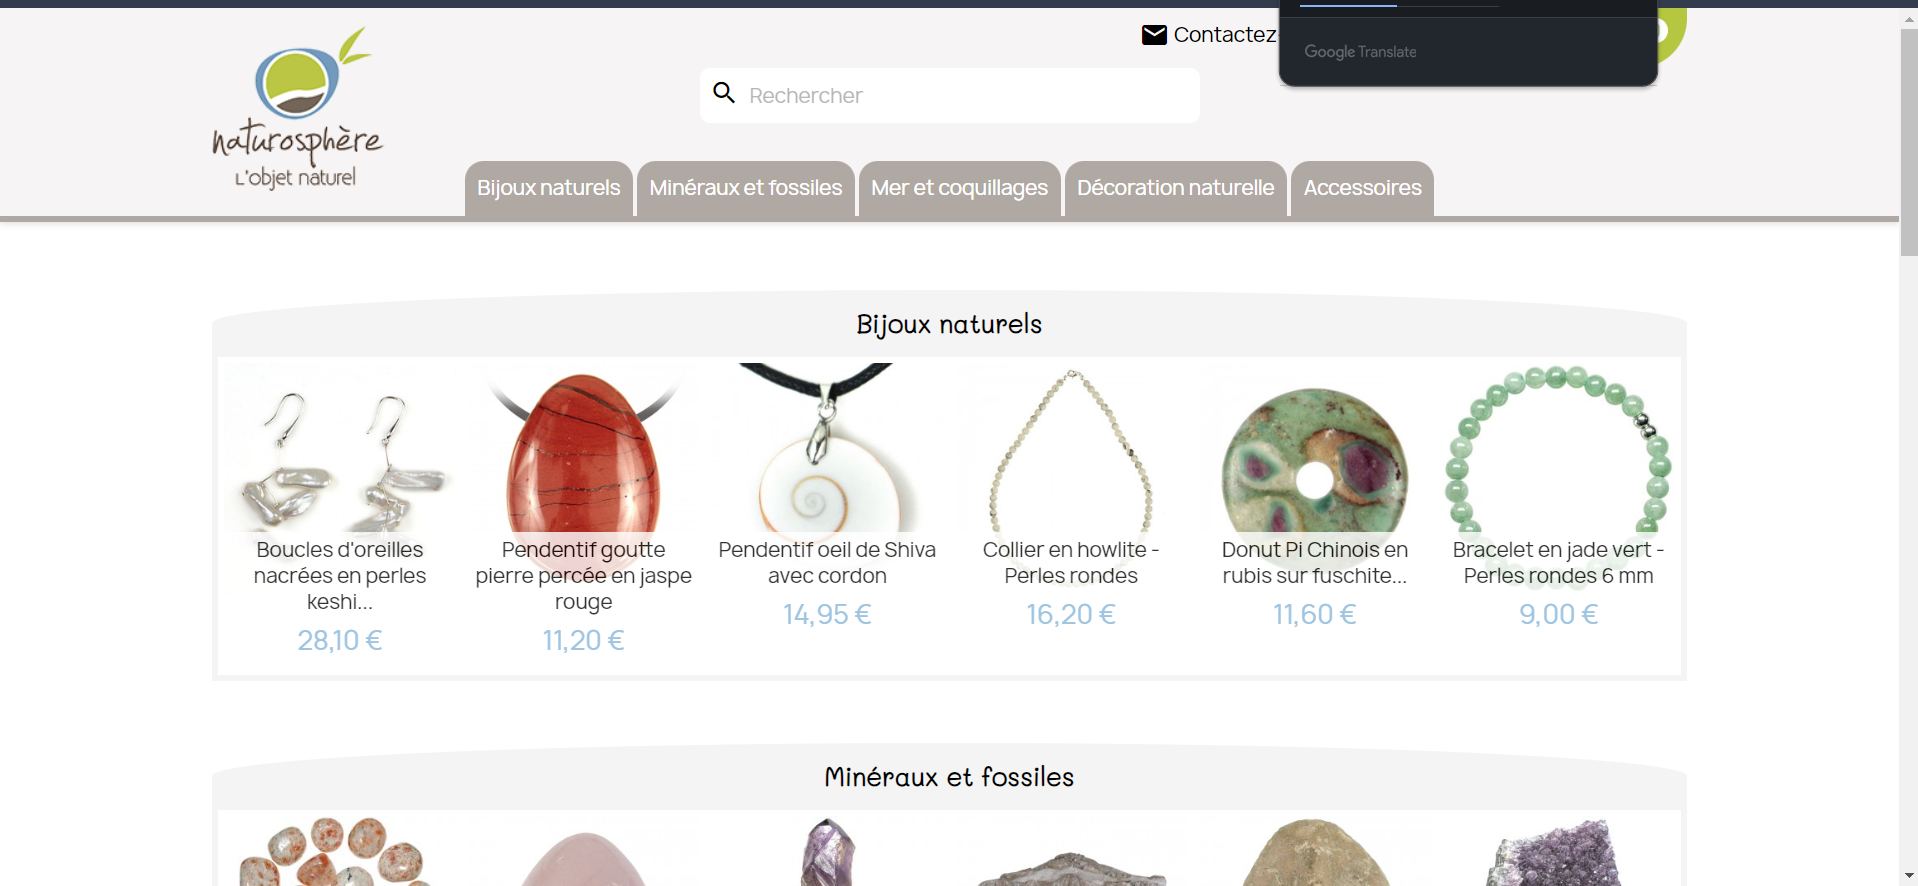 Contactez
Google Translate
Rechercher
naturosphère
L'objet naturel
Bijoux naturels
Minéraux et fossiles
Mer et coquillages
Décoration naturelle
Accessoires
Bijoux naturels
Boucles d'oreilles
nacrées en perles
keshi...
28,10 €
Pendentif goutte
pierre percée en jaspe
rouge
11,20 €
Pendentif oeil de Shiva
avec cordon
14,95 €
Collier en howlite -
Perles rondes
16,20 €
Donut Pi Chinois en
rubis sur fuschite...
11,60 €
Bracelet en jade vert -
Perles rondes 6 mm
9,00 €
Minéraux et fossiles